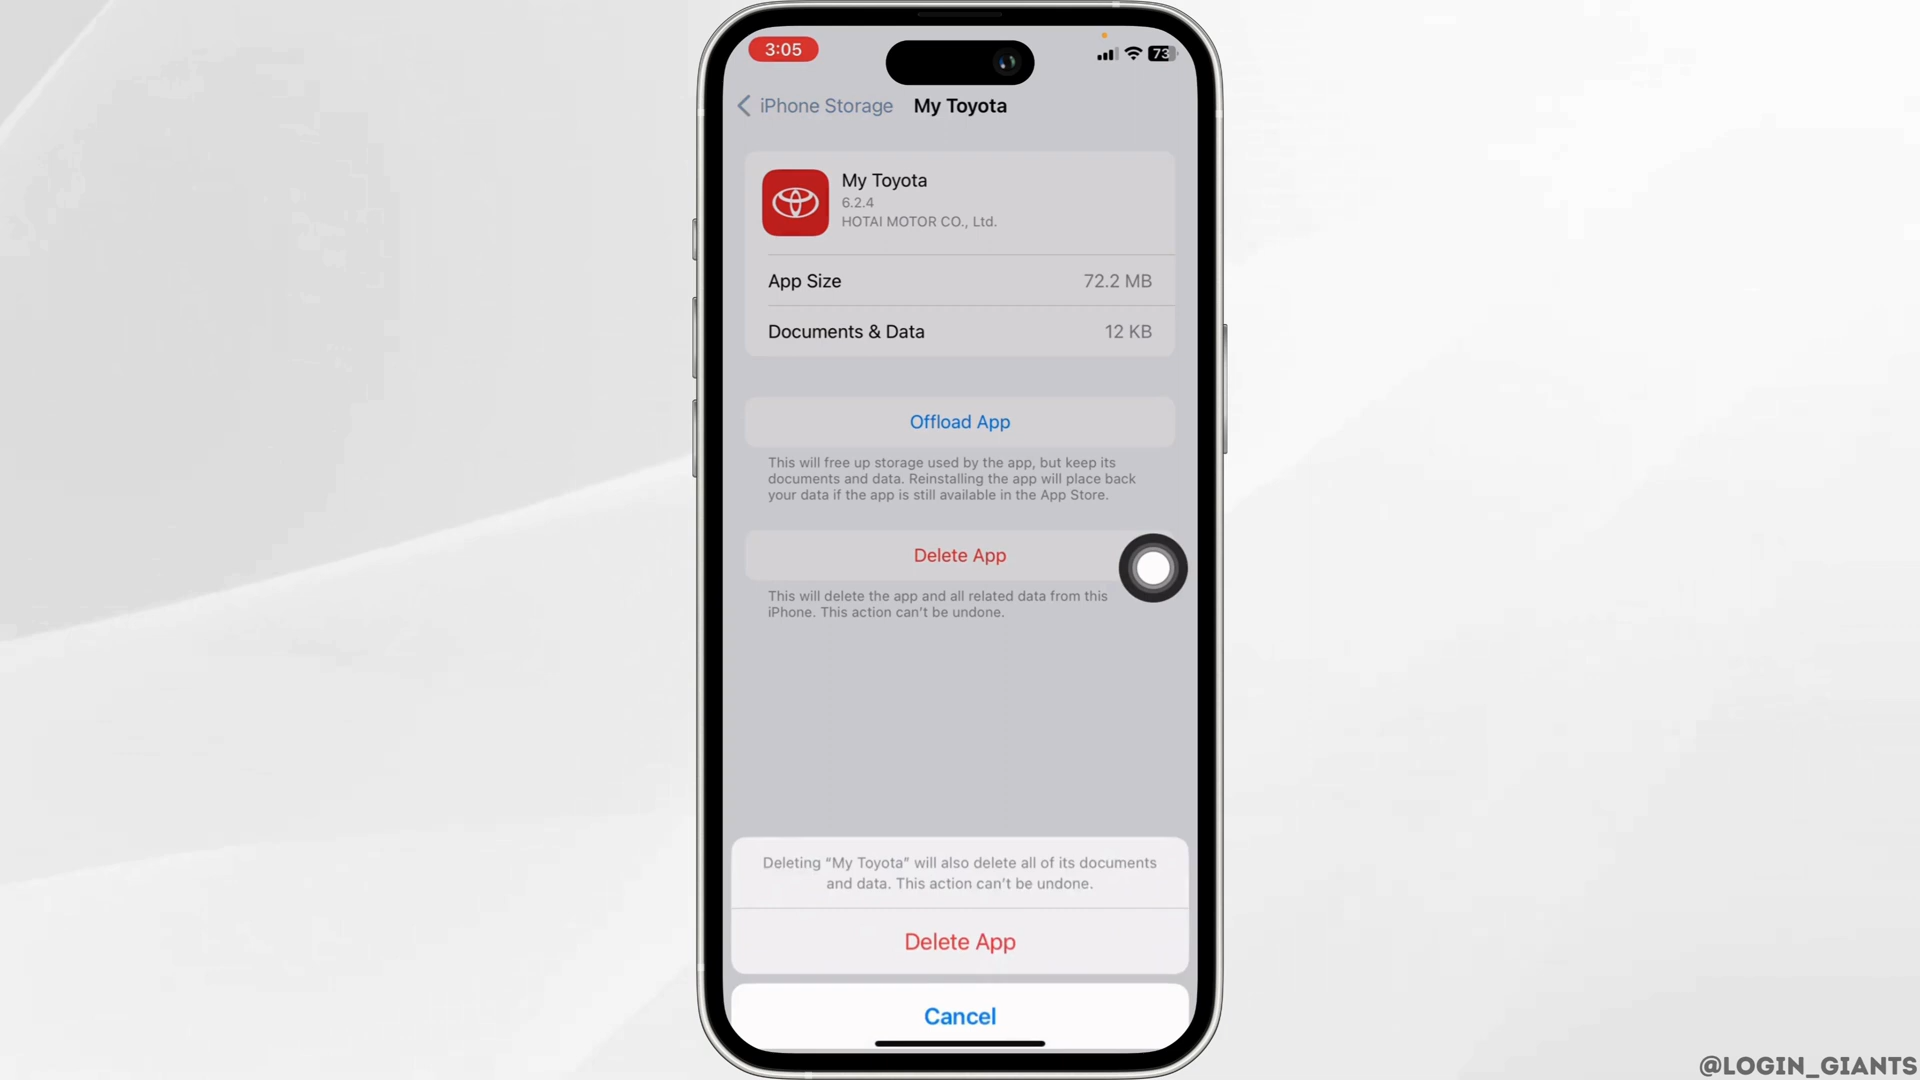 3:05
73
iPhone Storage
My Toyota
My Toyota
6.2.4
HOTAI MOTOR CO., Ltd.
App Size
72.2 MB
Documents & Data
12 KB
Offload App
This will free up storage used by the app, but keep its
documents and data. Reinstalling the app will place back
your data if the app is still available in the App Store.
Delete App
This will delete the app and all related data from this
iPhone. This action can't be undone.
Deleting “My Toyota” will also delete all of its documents
and data. This action can't be undone.
Delete App
Cancel
@LOGIN_GIANTS